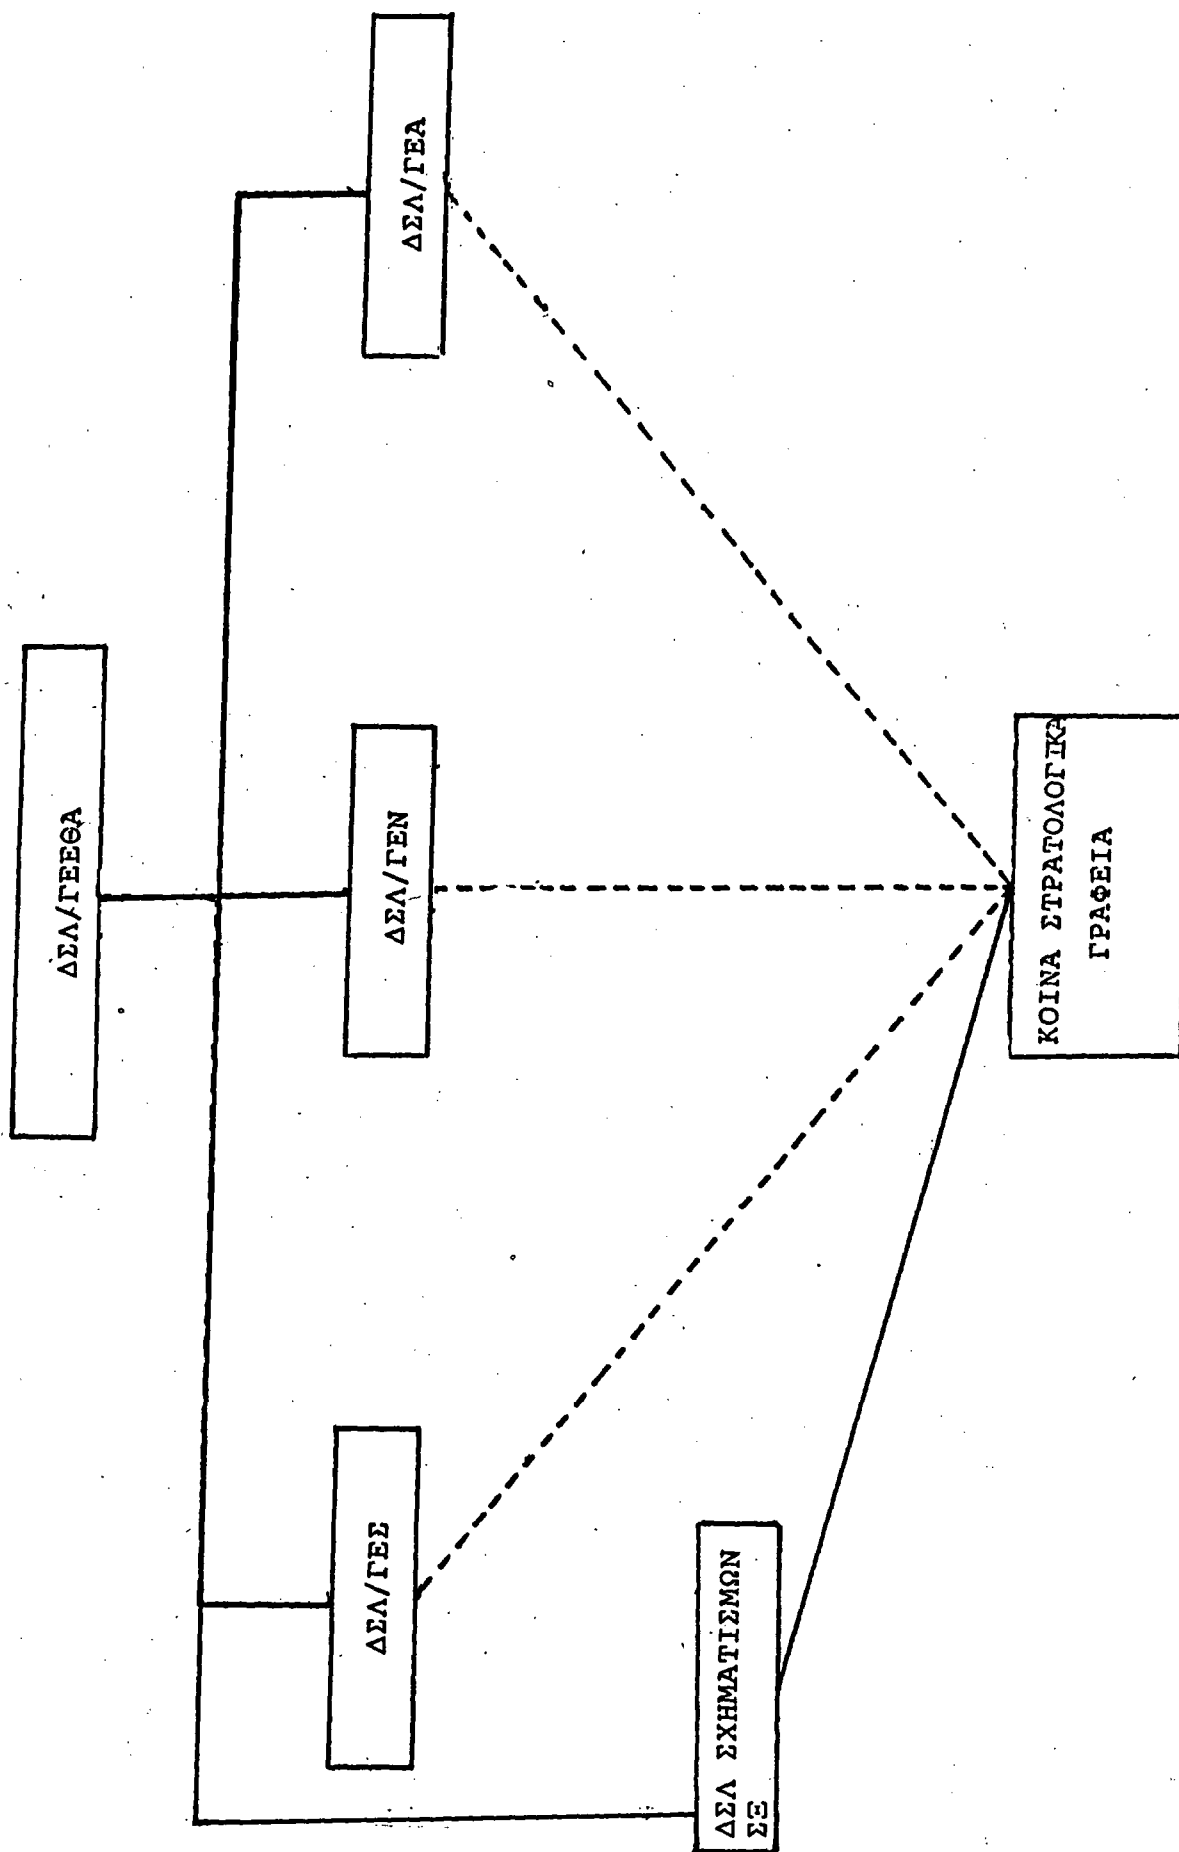 ΔΣΛ/ΓΕΕΘΑ
ΔΣΛ/ΓΕΣ
ΔΣΛ/ΓΕΝ
ΔΣΛ/ΓΕΑ
ΔΣΛ ΣΧΗΜΑΤΙΣΜΩΝ
ΣΞ
ΚΟΙΝΑ ΣΤΡΑΤΟΛΟΓΙΚΑ
ΓΡΑΦΕΙΑ